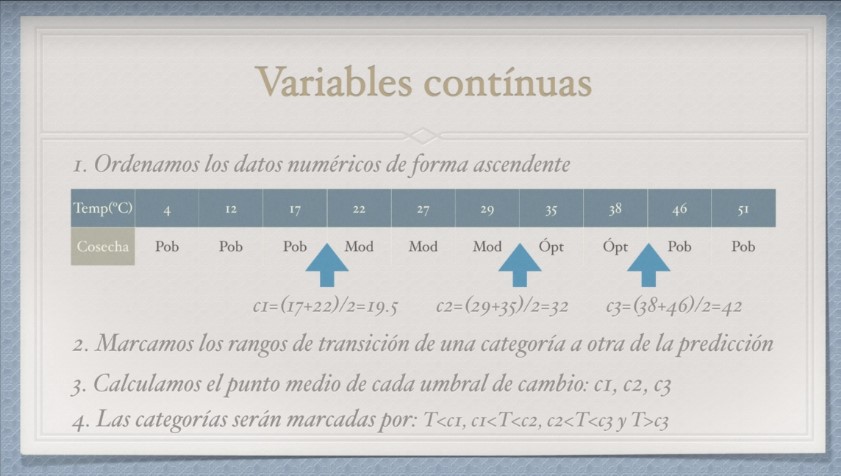 Variables contínuas
1. Ordenamos los datos numéricos de forma ascendente
Temp(ºC) 4 12 17 22 27 29 35 38 46 51
Cosecha Pob Pob Pob Mod Mod Mod Ópt Ópt Pob Pob
c1=(17+22)/2=19.5 c2=(29+35)/2=32 c3=(38+46)/2=42
2. Marcamos los rangos de transición de una categoría a otra de la predicción
3. Calculamos el punto medio de cada umbral de cambio: c1, c2, c3
4. Las categorías serán marcadas por: T<c1, c1<T<c2, c2<T<c3 y T>c3